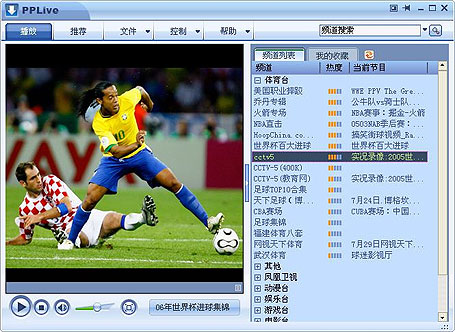 PPLive
播放 推荐 文件 控制 帮助 频道搜索
频道列表 我的收藏
频道 热度 当前节目
体育台
美国职业摔跤 WWE PPV The Gre...
乔丹专辑 公牛队vs骑士队...
火箭专场 NBA赛事：掘金-火箭
NBA直击 0503NAB季后赛：...
HoopChina.co... 搞笑街球视频_Ra...
世界杯百大进球 世界杯百大进球
cctv5 实况录像:2005世...
CCTV-5(400K)
CCTV-5(教育网) 实况录像:2005世...
足球TOP10合集
天下足球(博... 7月24日.博格坎...
CBA赛场 CUBA赛场：中国...
足球集锦
福建体育八套
网视天下体育 7月29日网视天下...
武汉体育 球迷影视厅
其他
凤凰卫视
动漫台
娱乐台
游戏台
电影台
10
06年世界杯进球集锦